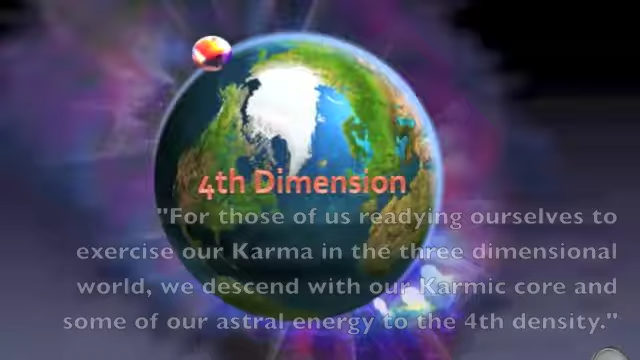 4th Dimension
"For those of us readying ourselves to
exercise our Karma in the three dimensional
world, we descend with our Karmic core and
some of our astral energy to the 4th density."